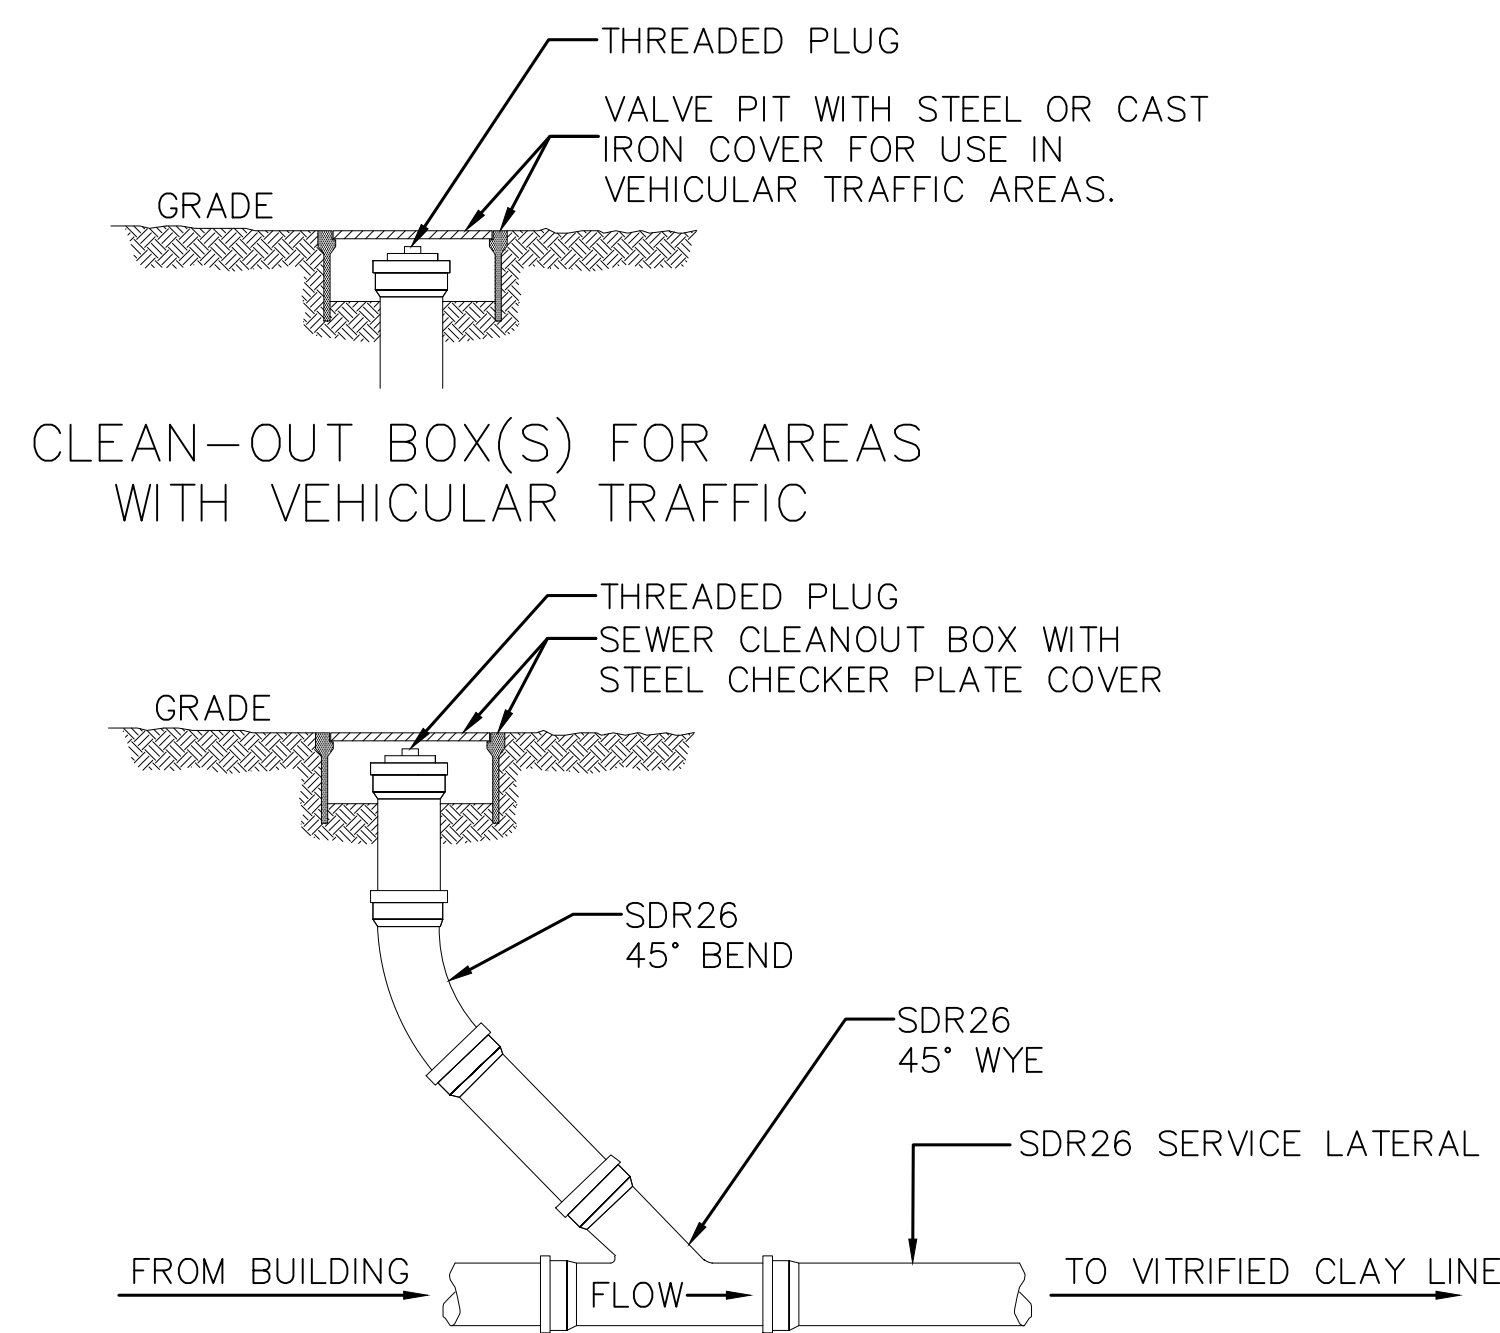 THREADED PLUG
VALVE PIT WITH STEEL OR CAST
IRON COVER FOR USE IN
VEHICULAR TRAFFIC AREAS.
GRADE
CLEAN-OUT BOX(S) FOR AREAS
WITH VEHICULAR TRAFFIC
THREADED PLUG
SEWER CLEANOUT BOX WITH
STEEL CHECKER PLATE COVER
GRADE
SDR26
45° BEND
SDR26
45° WYE
SDR26 SERVICE LATERAL
FROM BUILDING
FLOW
TO VITRIFIED CLAY LINE